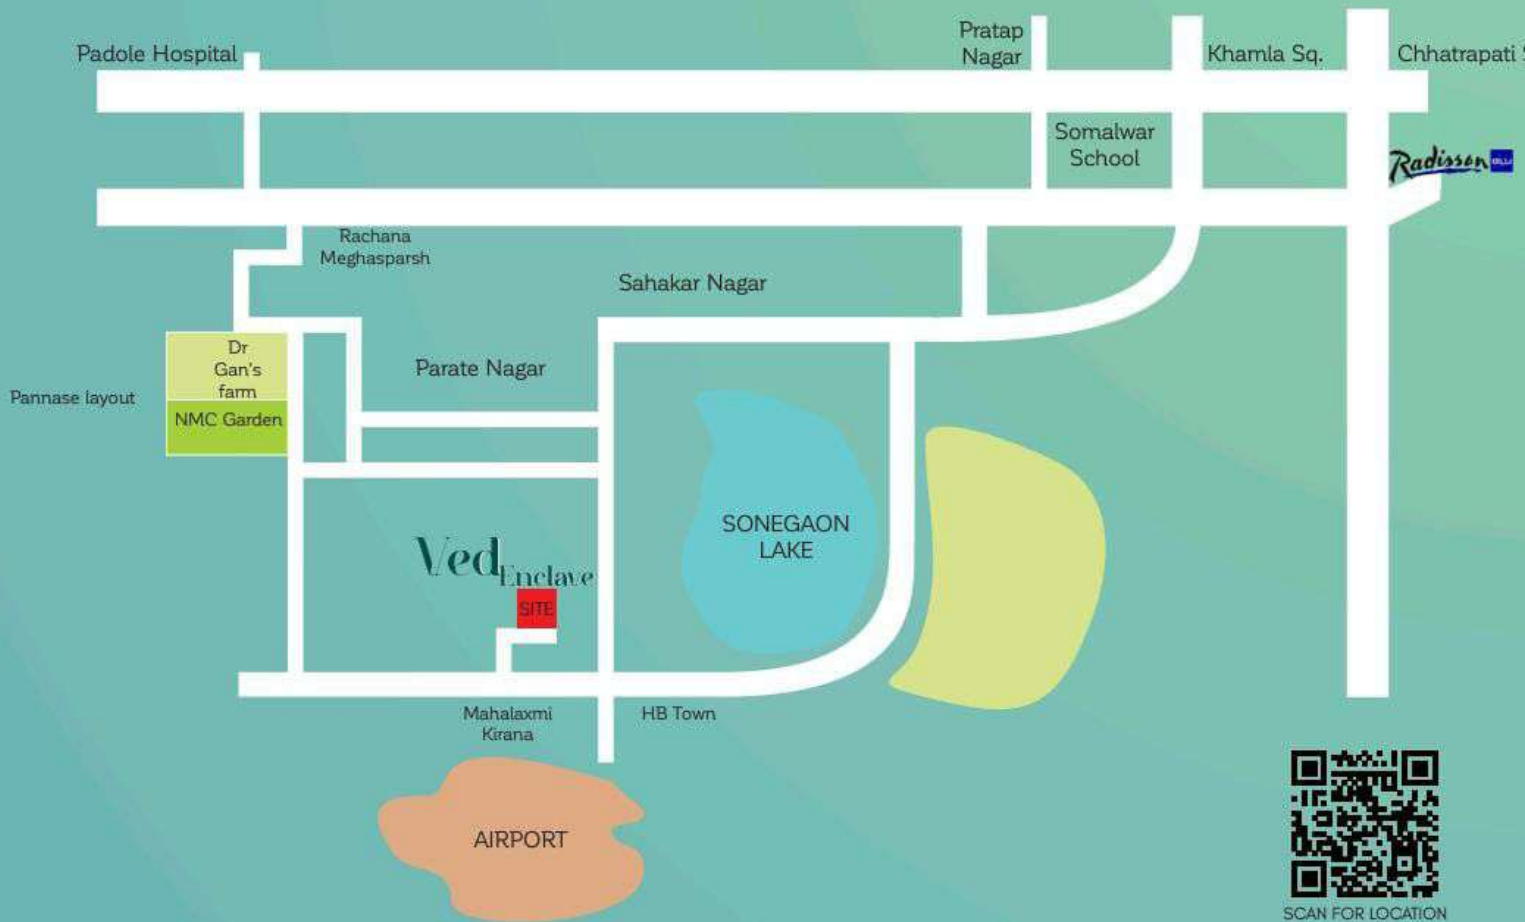 Padole Hospital
Pratap
Nagar
Khamla Sq.
Chhatrapati
Somalwar
School
Radisson BLU
Rachana
Meghasparsh
Sahakar Nagar
Dr
Gan's
farm
Parate Nagar
Pannase layout
NMC Garden
SONEGAON
LAKE
Ved
Enclave
SITE
Mahalaxmi
Kirana
HB Town
AIRPORT
SCAN FOR LOCATION